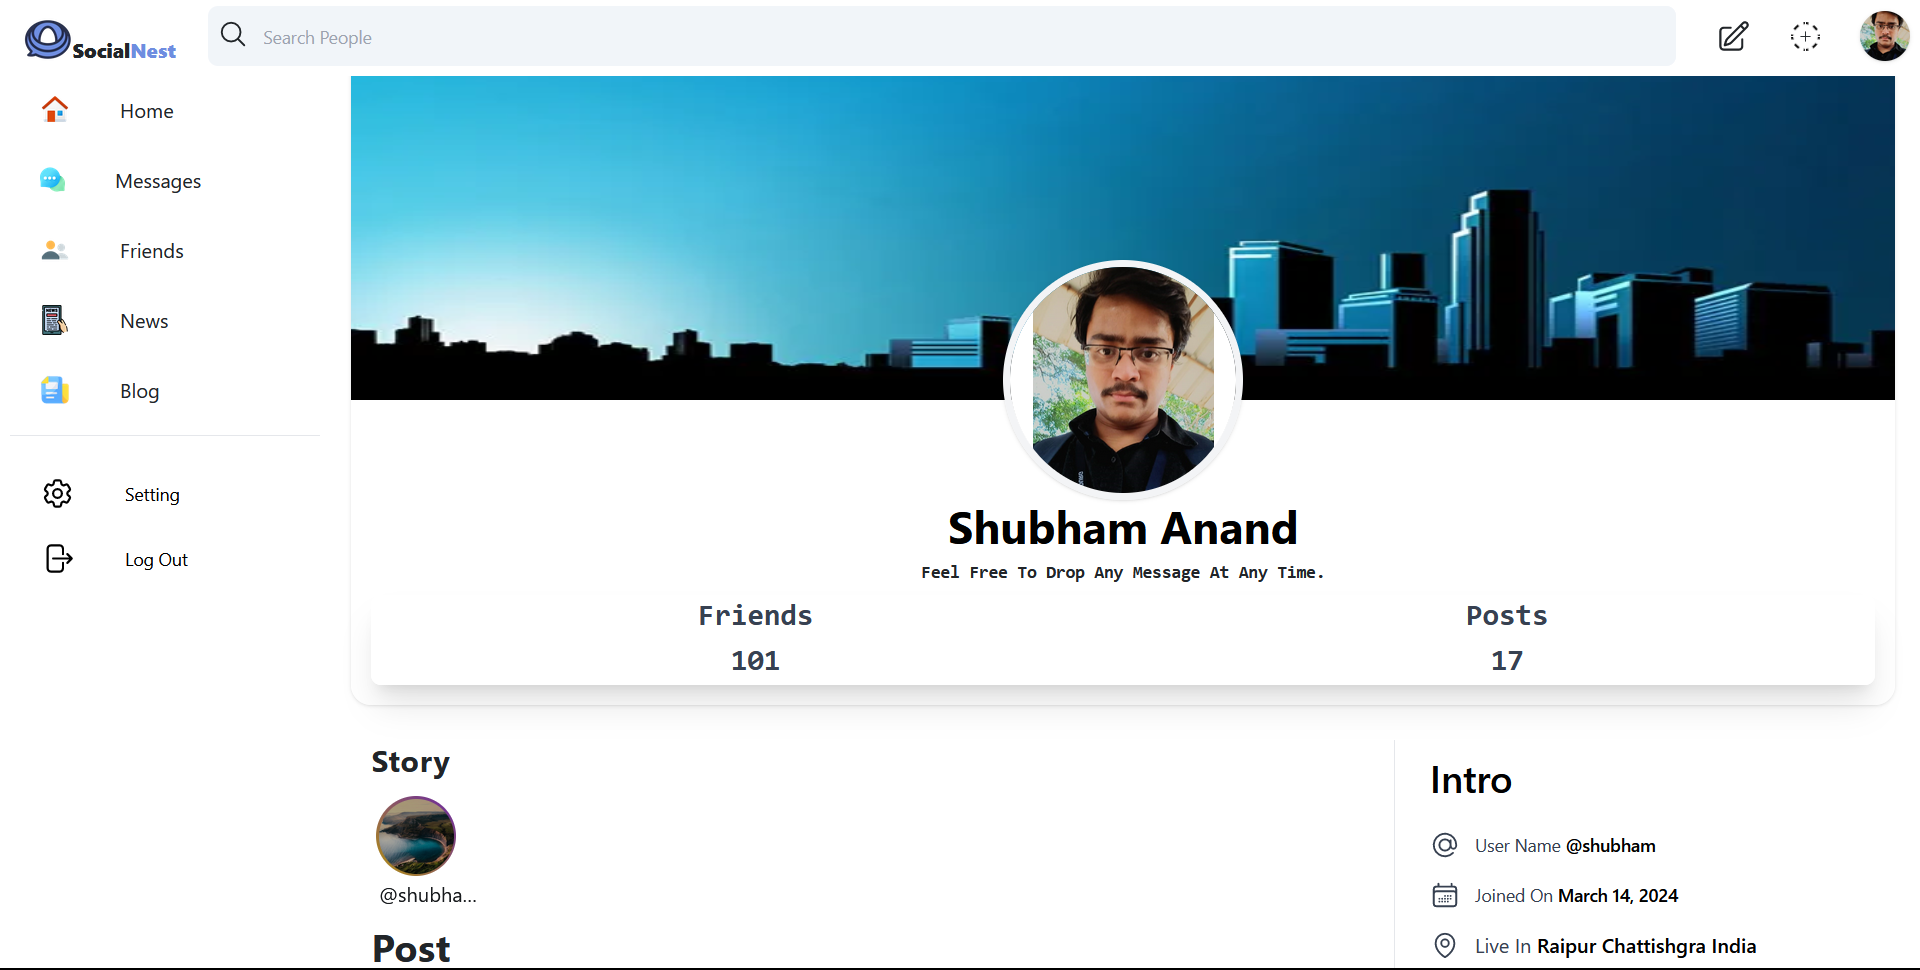 SocialNest
Search People
Home
Messages
Friends
News
Blog
Setting
Log Out
Shubham Anand
Feel Free To Drop Any Message At Any Time.
Friends
101
Posts
17
Story
@shubha...
Post
Intro
User Name @shubham
Joined On March 14, 2024
Live In Raipur Chattishgra India